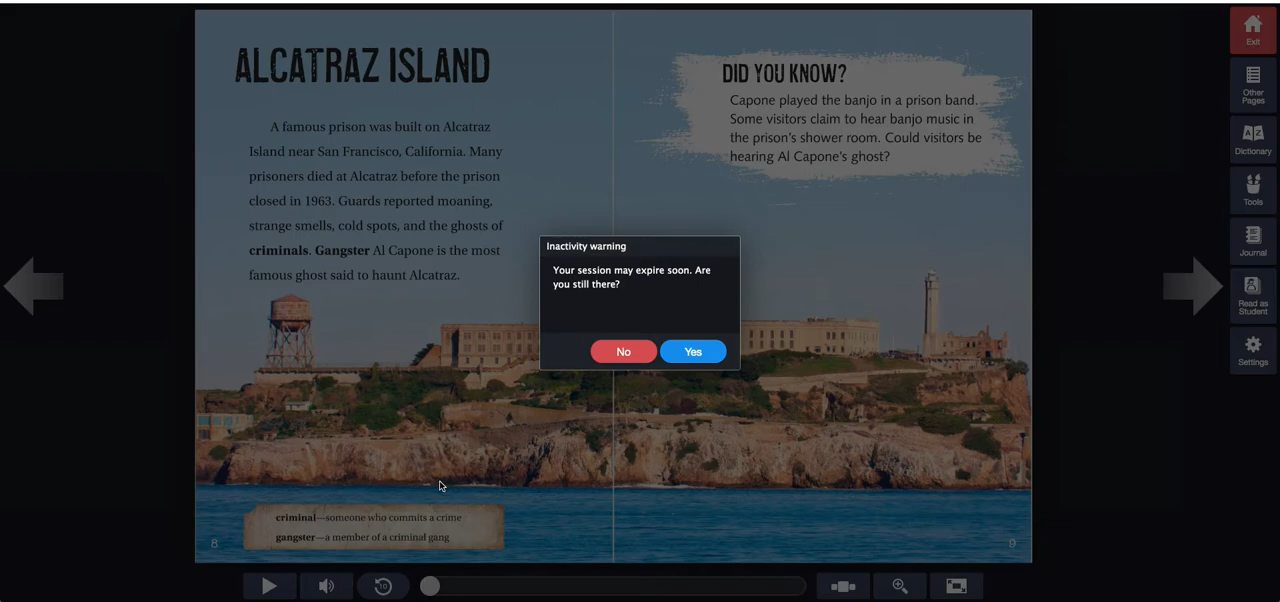 ALCATRAZ ISLAND
A famous prison was built on Alcatraz
Island near San Francisco, California. Many
prisoners died at Alcatraz before the prison
closed in 1963. Guards reported moaning,
strange smells, cold spots, and the ghosts of
criminals. Gangster Al Capone is the most
famous ghost said to haunt Alcatraz.
criminal—someone who commits a crime
gangster—a member of a criminal gang
8
DID YOU KNOW?
Capone played the banjo in a prison band.
Some visitors claim to hear banjo music in
the prison's shower room. Could visitors be
hearing Al Capone's ghost?
9
Inactivity warning
Your session may expire soon. Are
you still there?
No
Yes
Exit
Other
Pages
A Z
Dictionary
Tools
Journal
Read as
Student
Settings
10